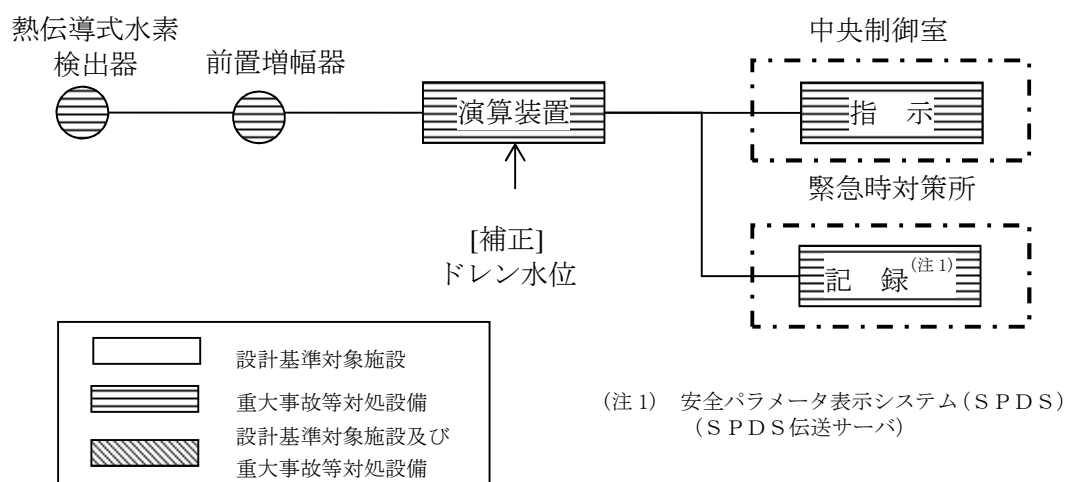 熱伝導式水素
検出器
前置増幅器
演算装置
[補正]
ドレン水位
中央制御室
指　示
緊急時対策所
記　録(注1)
設計基準対象施設
重大事故等対処設備
設計基準対象施設及び
重大事故等対処設備
(注1)　安全パラメータ表示システム(ＳＰＤＳ)
(ＳＰＤＳ伝送サーバ)